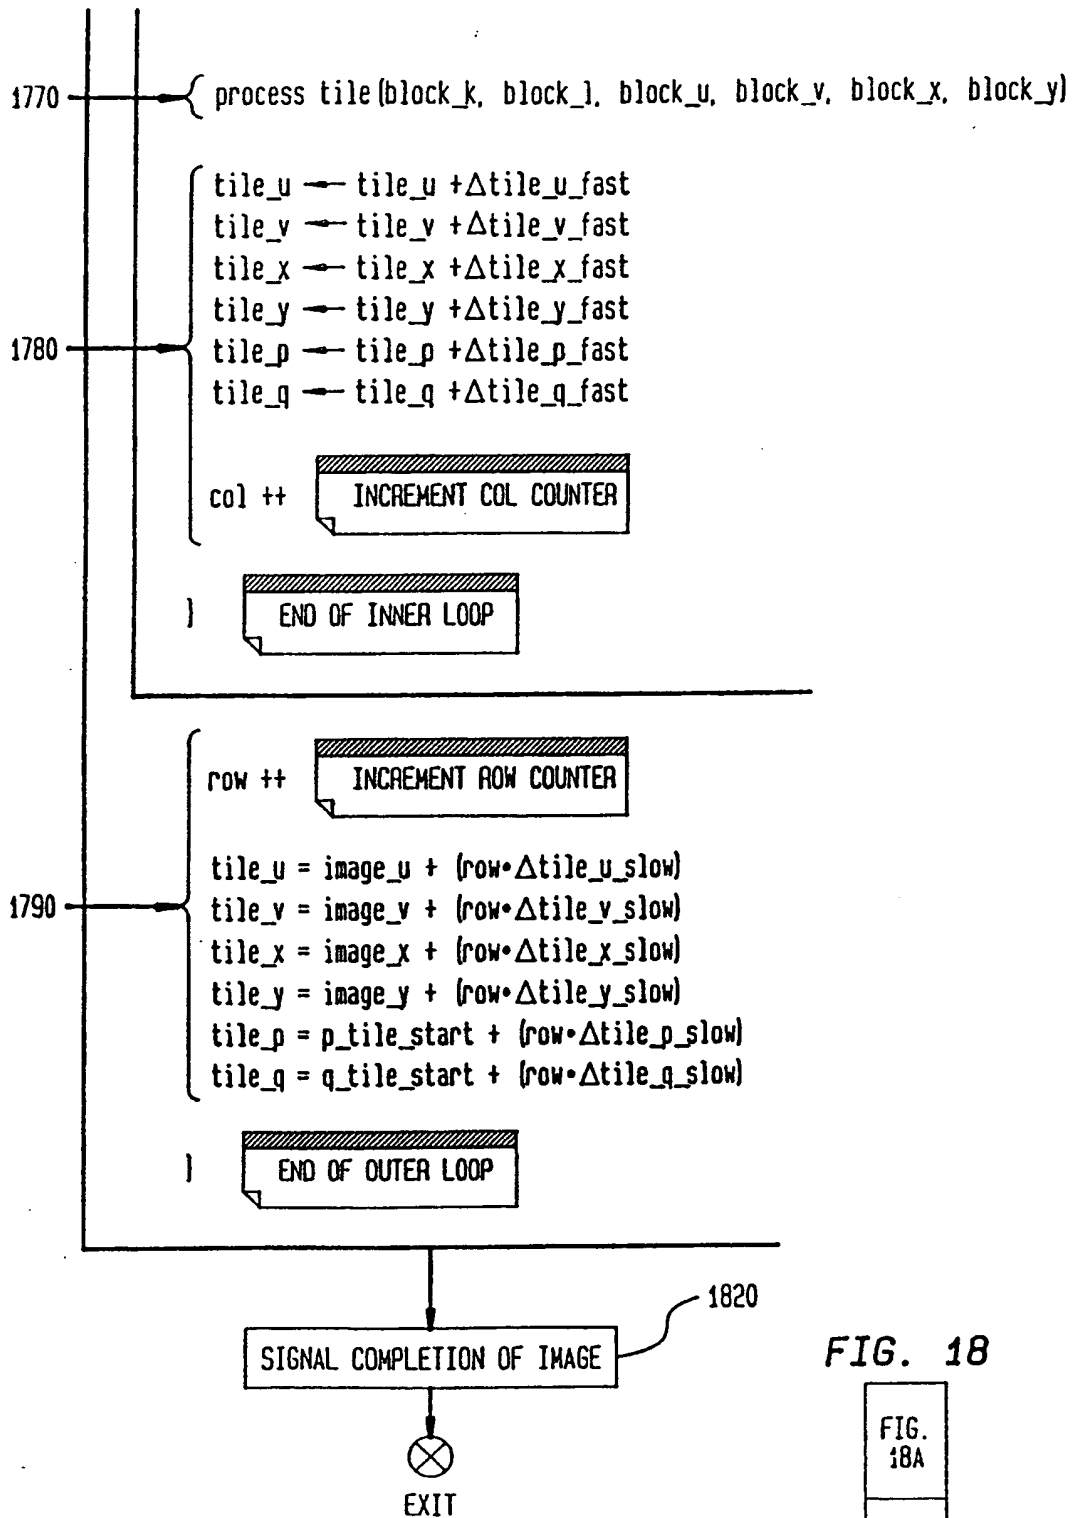 1770 { process tile(block_k, block_l, block_u, block_v, block_x, block_y)
tile_u ← tile_u +Δtile_u_fast
tile_v ← tile_v +Δtile_v_fast
tile_x ← tile_x +Δtile_x_fast
tile_y ← tile_y +Δtile_y_fast
1780
tile_p ← tile_p +Δtile_p_fast
tile_q ← tile_q +Δtile_q_fast
col ++ INCREMENT COL COUNTER
} END OF INNER LOOP
row ++ INCREMENT ROW COUNTER
tile_u = image_u + (row•Δtile_u_slow)
1790
tile_v = image_v + (row•Δtile_v_slow)
tile_x = image_x + (row•Δtile_x_slow)
tile_y = image_y + (row•Δtile_y_slow)
tile_p = p_tile_start + (row•Δtile_p_slow)
tile_q = q_tile_start + (row•Δtile_q_slow)
} END OF OUTER LOOP
1820
SIGNAL COMPLETION OF IMAGE
EXIT
FIG. 18
FIG.
18A